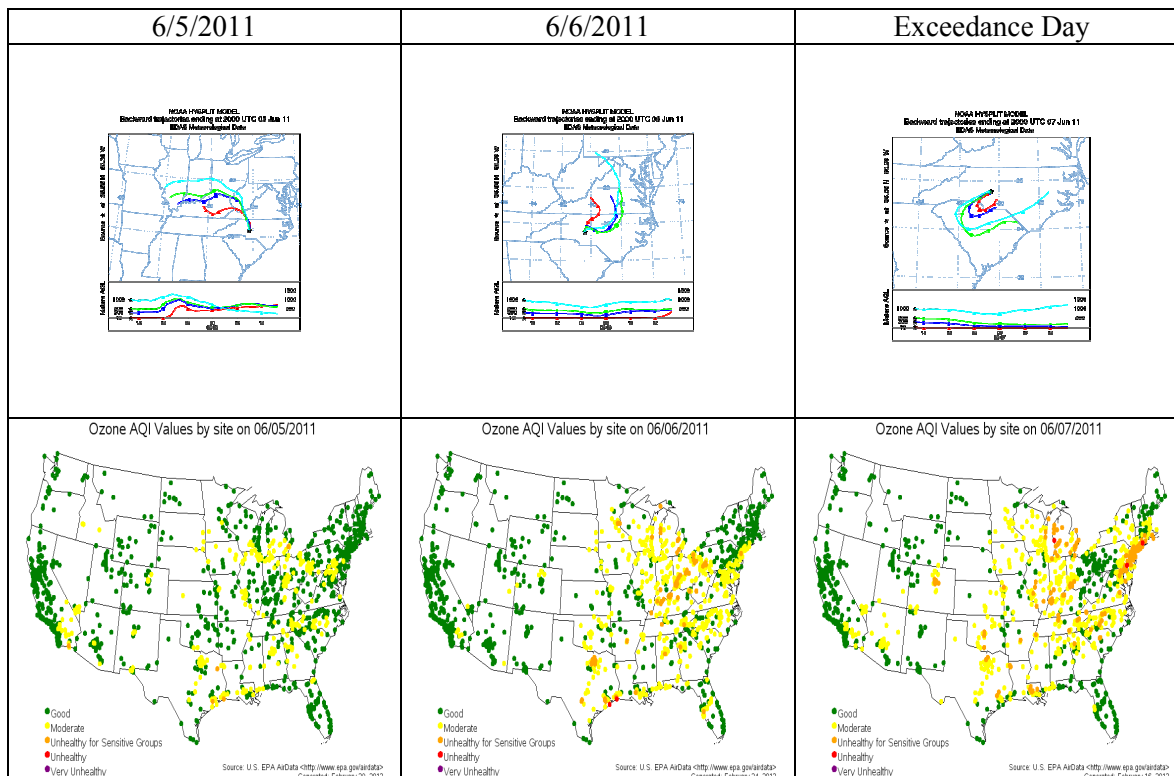 6/5/2011
6/6/2011
Exceedance Day
NOAA HYSPLIT MODEL
Backward trajectories ending at 2000 UTC 05 Jun 11
EDAS Meteorological Data
NOAA HYSPLIT MODEL
Backward trajectories ending at 2000 UTC 06 Jun 11
EDAS Meteorological Data
NOAA HYSPLIT MODEL
Backward trajectories ending at 2000 UTC 07 Jun 11
EDAS Meteorological Data
Meters AGL
Meters AGL
Meters AGL
Ozone AQI Values by site on 06/05/2011
Good
Moderate
Unhealthy for Sensitive Groups
Unhealthy
Very Unhealthy
Source: U.S. EPA AirData <http://www.epa.gov/airdata>
Ozone AQI Values by site on 06/06/2011
Good
Moderate
Unhealthy for Sensitive Groups
Unhealthy
Very Unhealthy
Source: U.S. EPA AirData <http://www.epa.gov/airdata>
Ozone AQI Values by site on 06/07/2011
Good
Moderate
Unhealthy for Sensitive Groups
Unhealthy
Very Unhealthy
Source: U.S. EPA AirData <http://www.epa.gov/airdata>